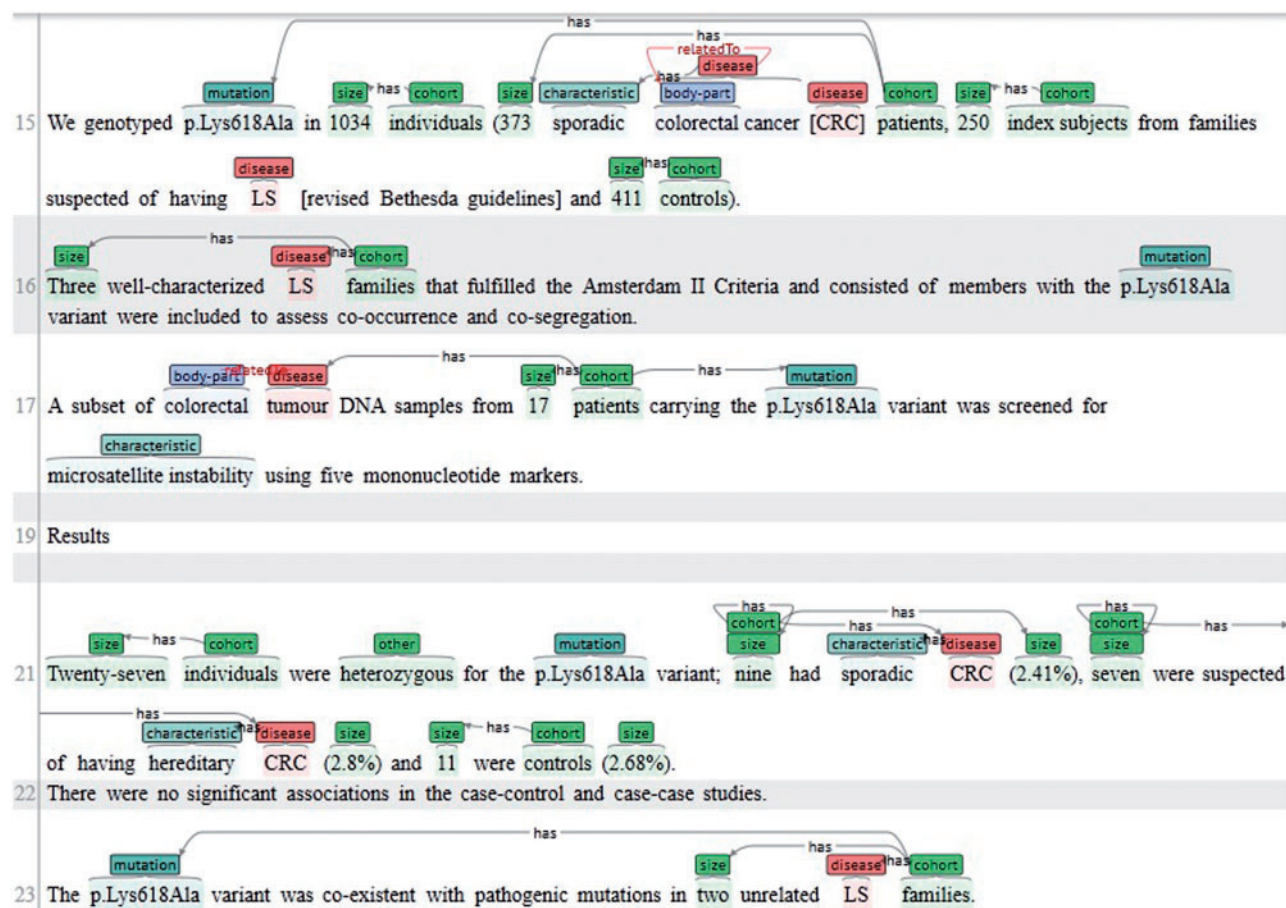 has
has
relatedTo
disease
has
mutation size has cohort size characteristic body-part disease cohort size has cohort
15 We genotyped p.Lys618Ala in 1034 individuals (373 sporadic colorectal cancer [CRC] patients, 250 index subjects from families
disease size has cohort
suspected of having LS [revised Bethesda guidelines] and 411 controls).
has
size disease has cohort mutation
16 Three well-characterized LS families that fulfilled the Amsterdam II Criteria and consisted of members with the p.Lys618Ala
variant were included to assess co-occurrence and co-segregation.
has
body-part relatedTo disease size has cohort has mutation
17 A subset of colorectal tumour DNA samples from 17 patients carrying the p.Lys618Ala variant was screened for
characteristic
microsatellite instability using five mononucleotide markers.
19 Results
has has has
cohort has cohort has
size has cohort other mutation size characteristic has disease size size
21 Twenty-seven individuals were heterozygous for the p.Lys618Ala variant; nine had sporadic CRC (2.41%), seven were suspected
has
characteristic has disease size size has cohort size
of having hereditary CRC (2.8%) and 11 were controls (2.68%).
22 There were no significant associations in the case-control and case-case studies.
has
has
mutation size disease has cohort
23 The p.Lys618Ala variant was co-existent with pathogenic mutations in two unrelated LS families.